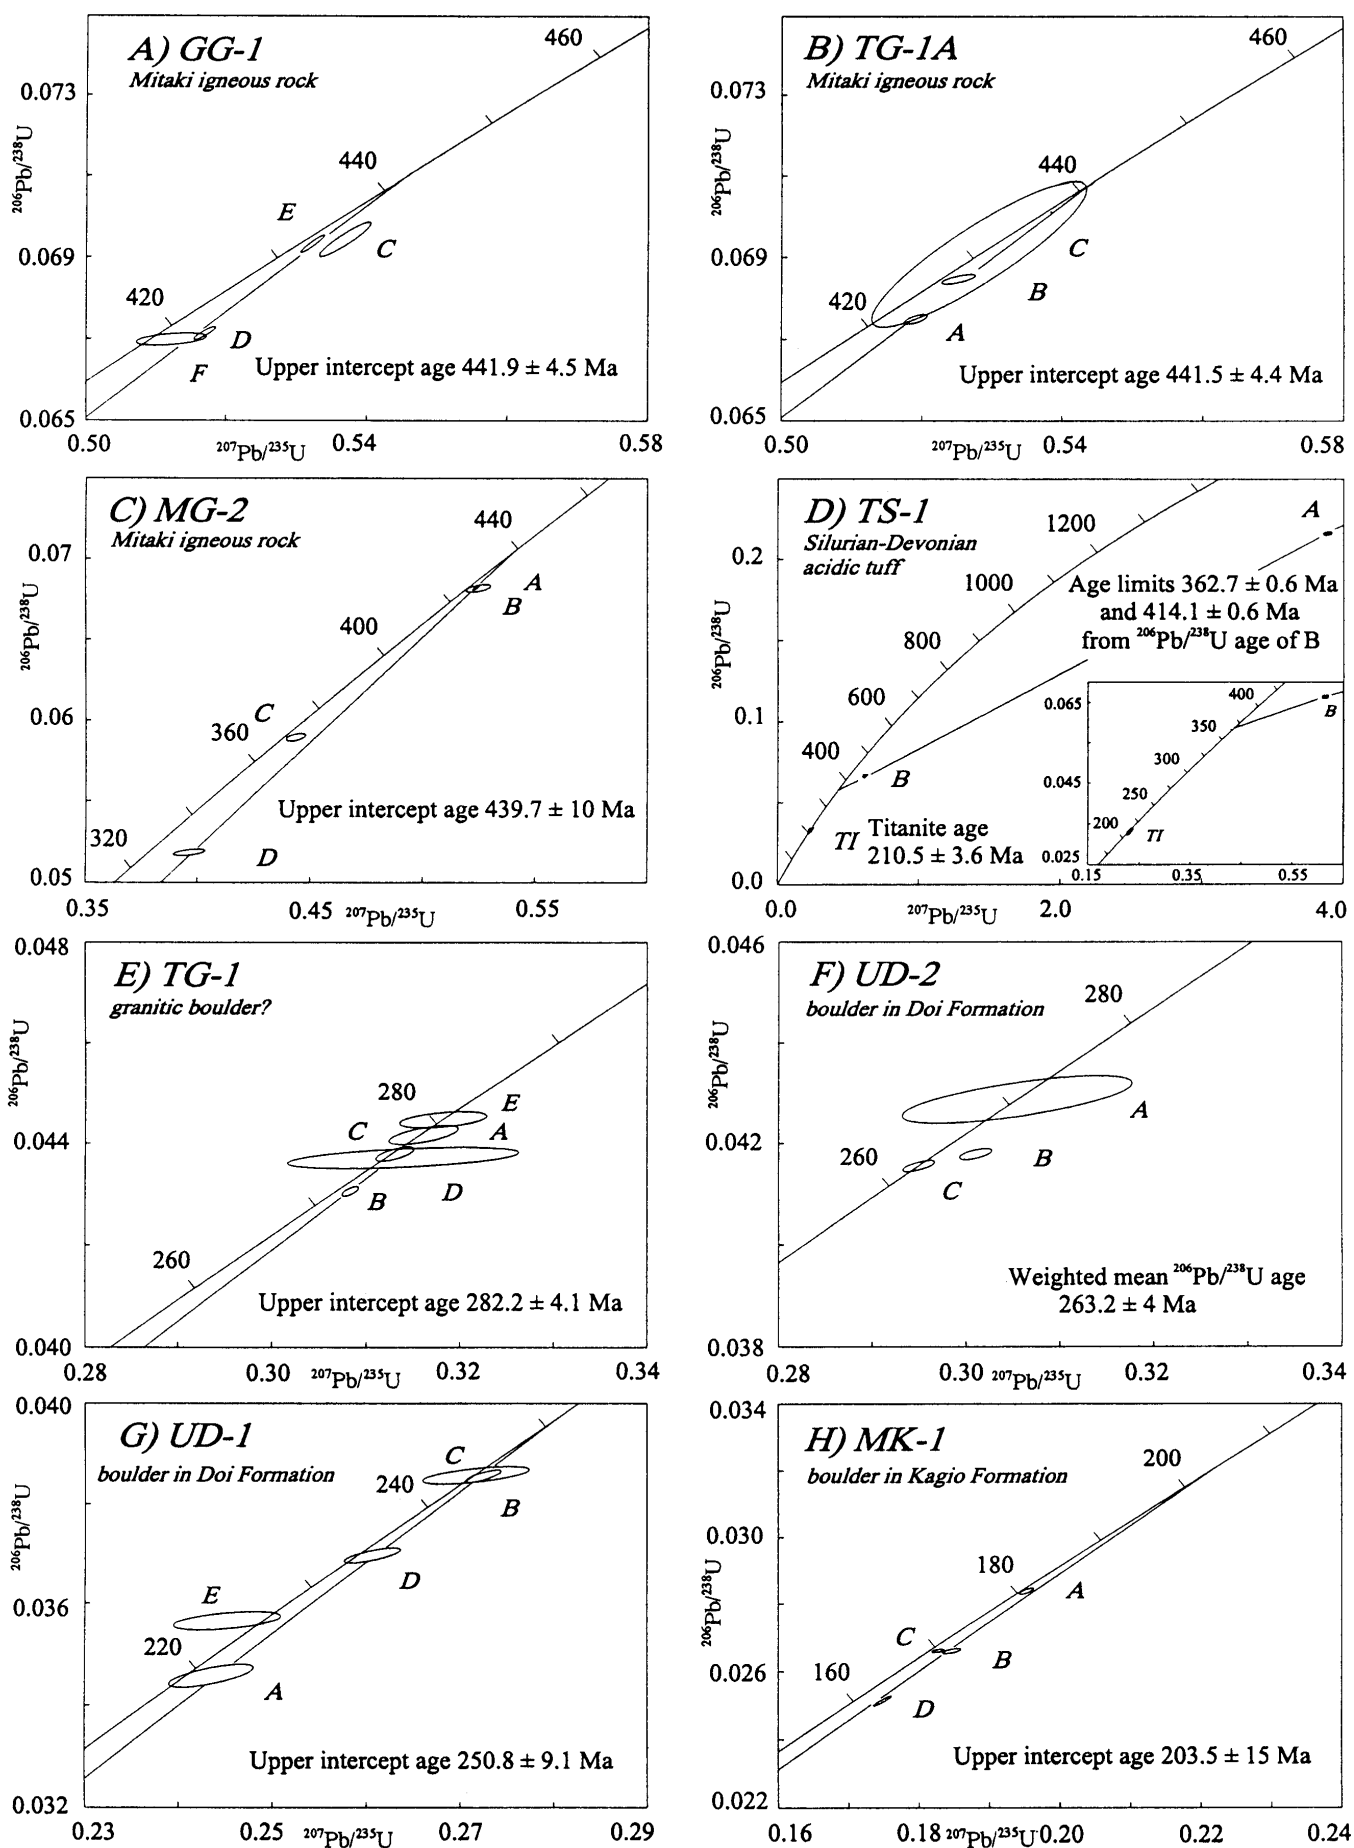 A) GG-1
Mitaki igneous rock
460
0.073
²⁰⁶Pb/²³⁸U
440
E
C
0.069
420
D
F
Upper intercept age 441.9 ± 4.5 Ma
0.065
0.50
²⁰⁷Pb/²³⁵U
0.54
0.58
B) TG-1A
Mitaki igneous rock
460
0.073
²⁰⁶Pb/²³⁸U
440
C
0.069
B
420
A
Upper intercept age 441.5 ± 4.4 Ma
0.065
0.50
²⁰⁷Pb/²³⁵U
0.54
0.58
C) MG-2
Mitaki igneous rock
440
0.07
²⁰⁶Pb/²³⁸U
A
B
400
C
360
0.06
Upper intercept age 439.7 ± 10 Ma
320
D
0.05
0.35
0.45
²⁰⁷Pb/²³⁵U
0.55
D) TS-1
Silurian-Devonian
acidic tuff
1200
A
0.2
1000
Age limits 362.7 ± 0.6 Ma
and 414.1 ± 0.6 Ma
from ²⁰⁶Pb/²³⁸U age of B
²⁰⁶Pb/²³⁸U
800
600
0.1
400
B
TI
Titanite age
210.5 ± 3.6 Ma
0.0
0.0
²⁰⁷Pb/²³⁵U
2.0
4.0
0.065
400
B
350
300
0.045
250
200
TI
0.025
0.15
0.35
0.55
E) TG-1
granitic boulder?
0.048
²⁰⁶Pb/²³⁸U
280
E
C
A
0.044
B
D
260
Upper intercept age 282.2 ± 4.1 Ma
0.040
0.28
0.30
²⁰⁷Pb/²³⁵U
0.32
0.34
F) UD-2
boulder in Doi Formation
0.046
280
²⁰⁶Pb/²³⁸U
A
0.042
260
B
C
Weighted mean ²⁰⁶Pb/²³⁸U age
263.2 ± 4 Ma
0.038
0.28
0.30
²⁰⁷Pb/²³⁵U
0.32
0.34
G) UD-1
boulder in Doi Formation
0.040
C
240
B
²⁰⁶Pb/²³⁸U
D
E
0.036
220
A
Upper intercept age 250.8 ± 9.1 Ma
0.032
0.23
0.25
²⁰⁷Pb/²³⁵U
0.27
0.29
H) MK-1
boulder in Kagio Formation
0.034
200
0.030
180
A
²⁰⁶Pb/²³⁸U
C
B
0.026
160
D
Upper intercept age 203.5 ± 15 Ma
0.022
0.16
0.18
²⁰⁷Pb/²³⁵U
0.20
0.22
0.24